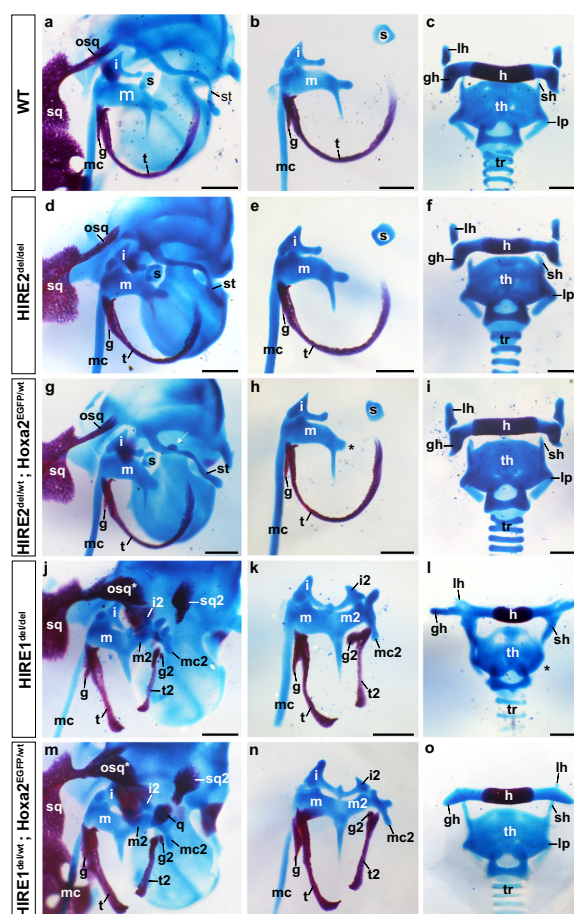 WT
a
osq
i
s
m
st
sq
g
mc
t
b
s
i
m
g
mc
t
c
lh
h
gh
sh
th
lp
tr
HIRE2del/del
d
osq
i
s
m
sq
st
g
mc
t
e
s
i
m
g
mc
t
f
lh
h
gh
sh
th
lp
tr
HIRE2del/wt; Hoxa2EGFP/wt
g
osq
i
s
m
sq
st
g
mc
t
h
s
i
m
*
g
mc
t
i
lh
h
gh
sh
th
lp
tr
HIRE1del/del
j
osq*
i
i2
sq2
sq
m
m2
mc2
g
g2
mc
t
t2
k
i
i2
m
m2
g2
mc2
g
mc
t
t2
l
lh
h
gh
sh
th
*
tr
HIRE1del/wt; Hoxa2EGFP/wt
m
osq*
sq2
i
i2
sq
m
q
m2
mc2
g
g2
mc
t
t2
n
i
i2
m
m2
g2
mc2
g
mc
t
t2
o
lh
h
gh
sh
th
lp
tr